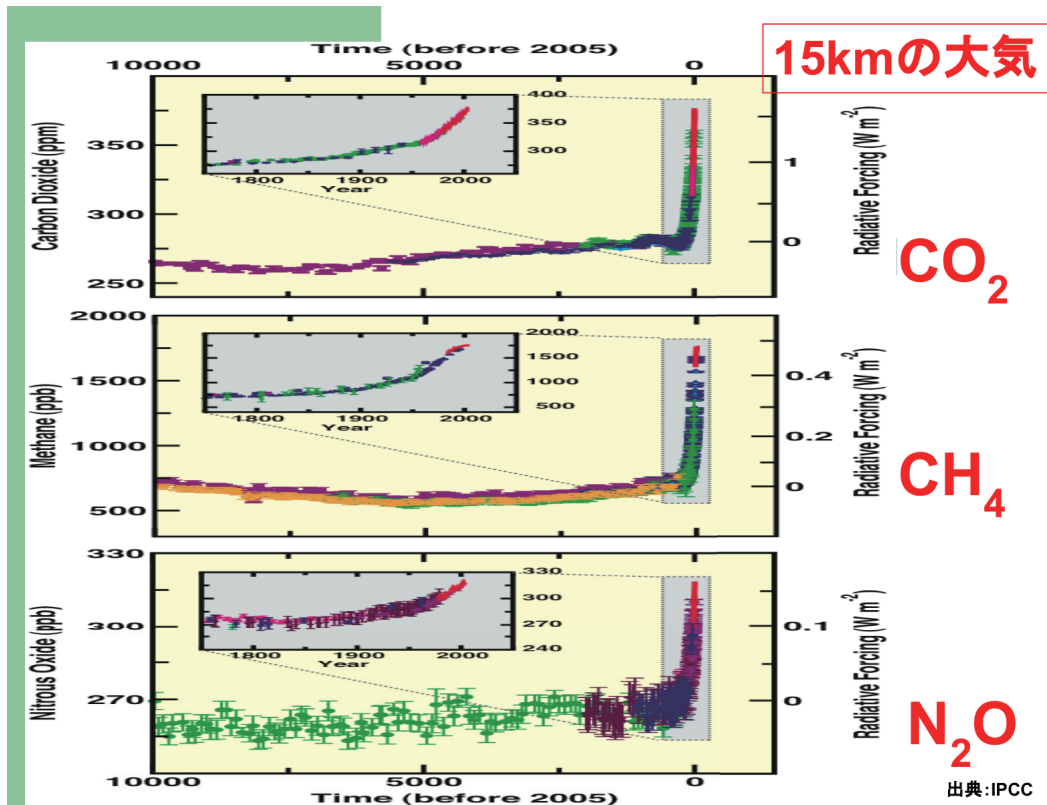 Time (before 2005)
10000 5000 0
15kmの大気
Carbon Dioxide (ppm)
350
300
250
400
350
300
1800 1900 2000
Year
1
0
Radiative Forcing (W m-2)
CO2
Methane (ppb)
2000
1500
1000
500
2000
1500
1000
500
1800 1900 2000
Year
0.4
0.2
0
Radiative Forcing (W m-2)
CH4
Nitrous Oxide (ppb)
330
300
270
330
300
270
240
1800 1900 2000
Year
0.1
0
Radiative Forcing (W m-2)
N2O
10000 5000 0
Time (before 2005)
出典:IPCC